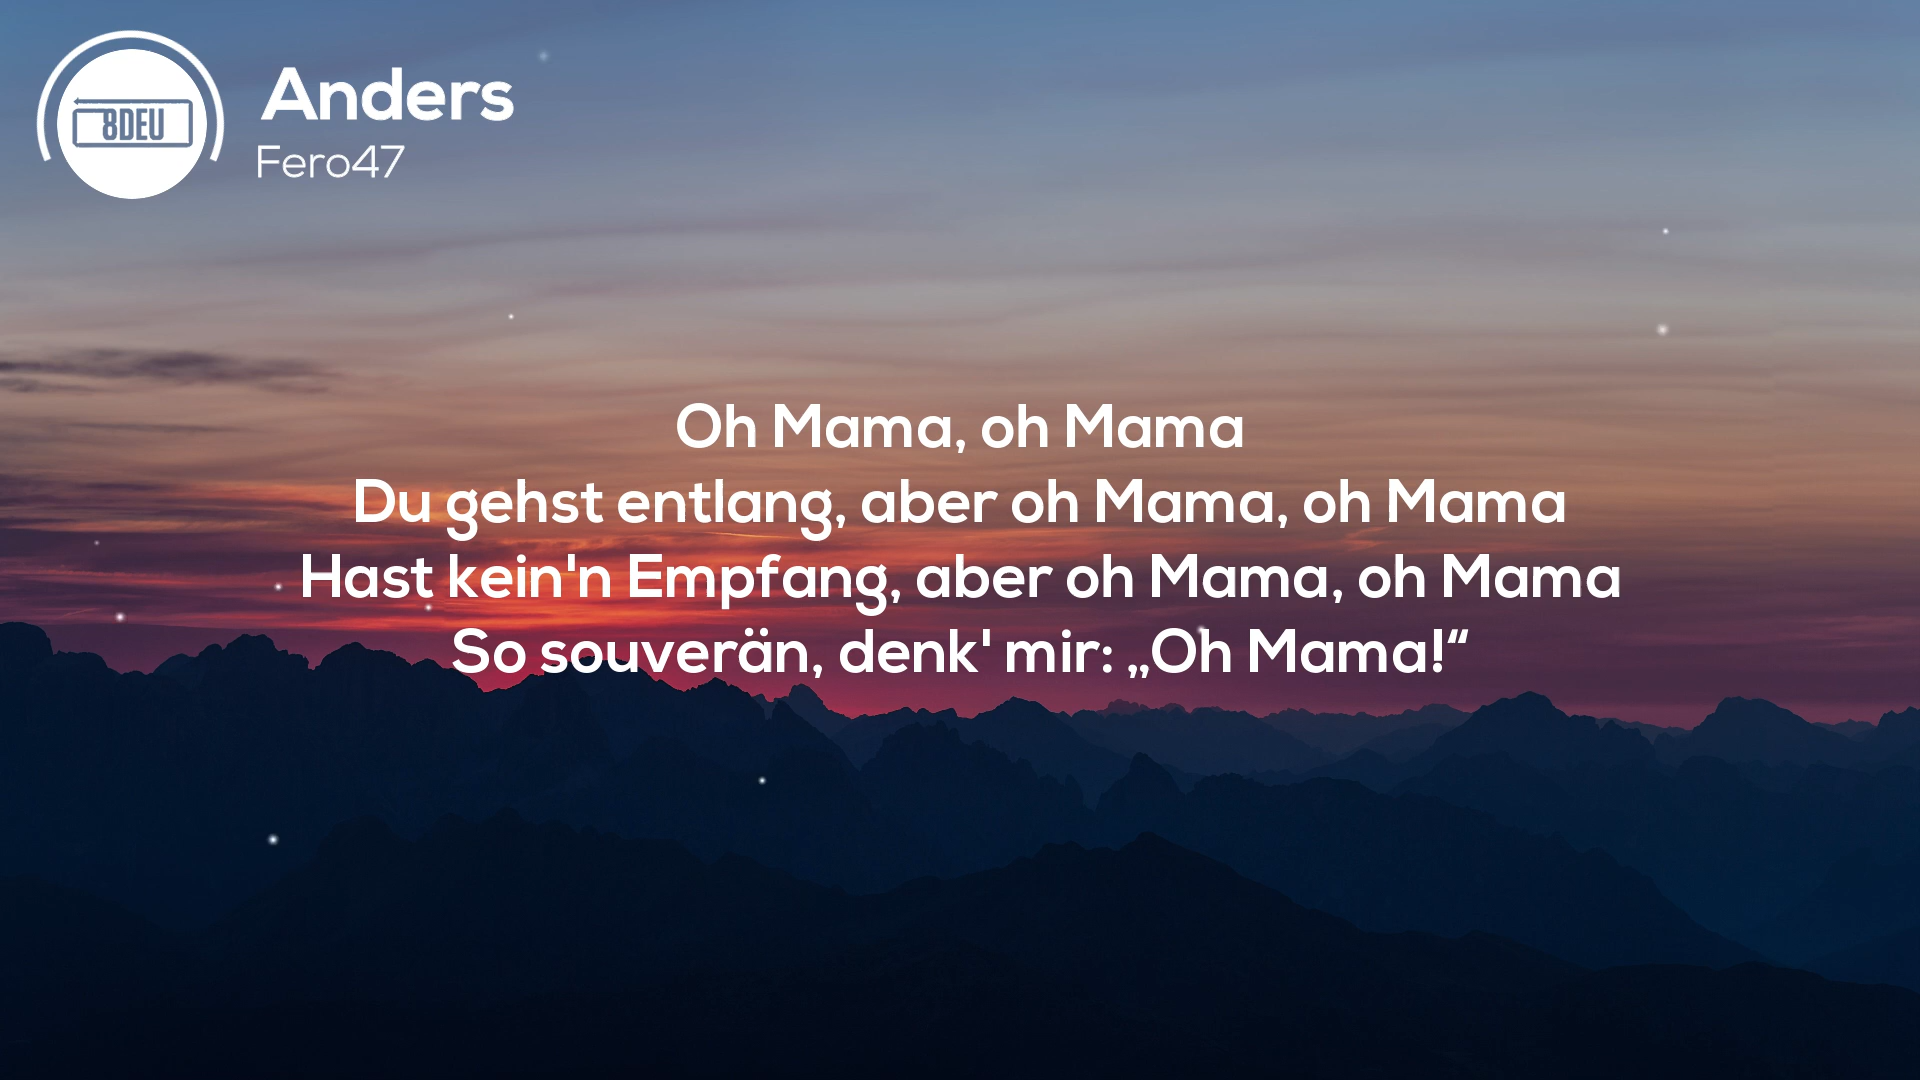 8DEU
Anders
Fero47
Oh Mama, oh Mama
Du gehst entlang, aber oh Mama, oh Mama
Hast kein'n Empfang, aber oh Mama, oh Mama
So souverän, denk' mir: „Oh Mama!“